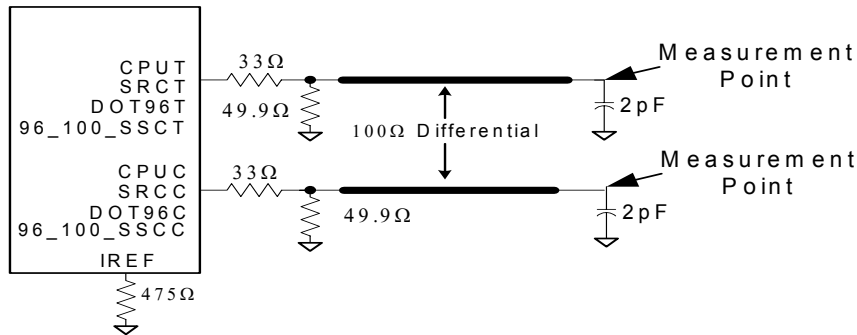 CPUT
SRCT
DOT96T
96_100_SSCT
33Ω
49.9Ω
100Ω Differential
Measurement
Point
2pF
CPUC
SRCC
DOT96C
96_100_SSCC
IREF
33Ω
49.9Ω
Measurement
Point
2pF
475Ω